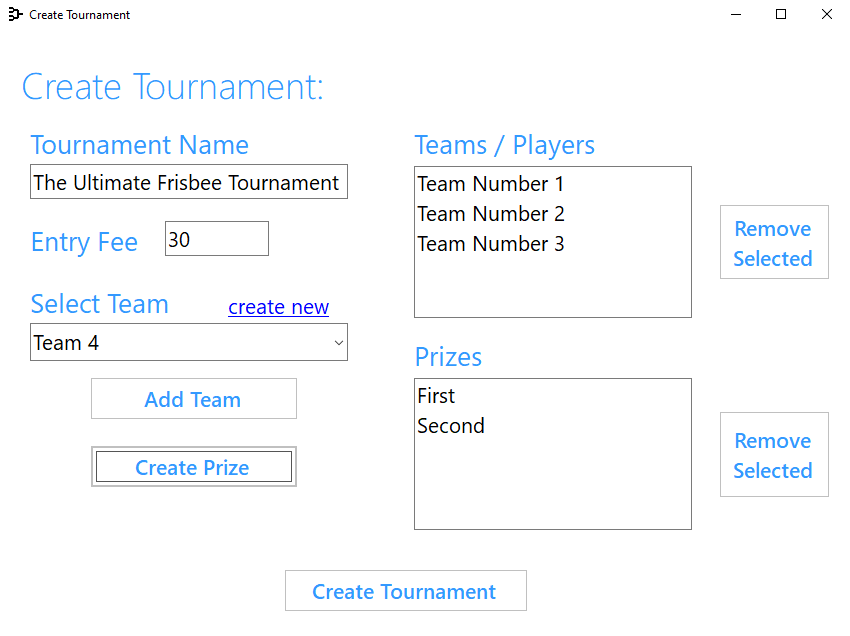 Create Tournament
Create Tournament:
Tournament Name
The Ultimate Frisbee Tournament
Entry Fee
30
Select Team
create new
Team 4
Add Team
Create Prize
Teams / Players
Team Number 1
Team Number 2
Team Number 3
Remove
Selected
Prizes
First
Second
Remove
Selected
Create Tournament